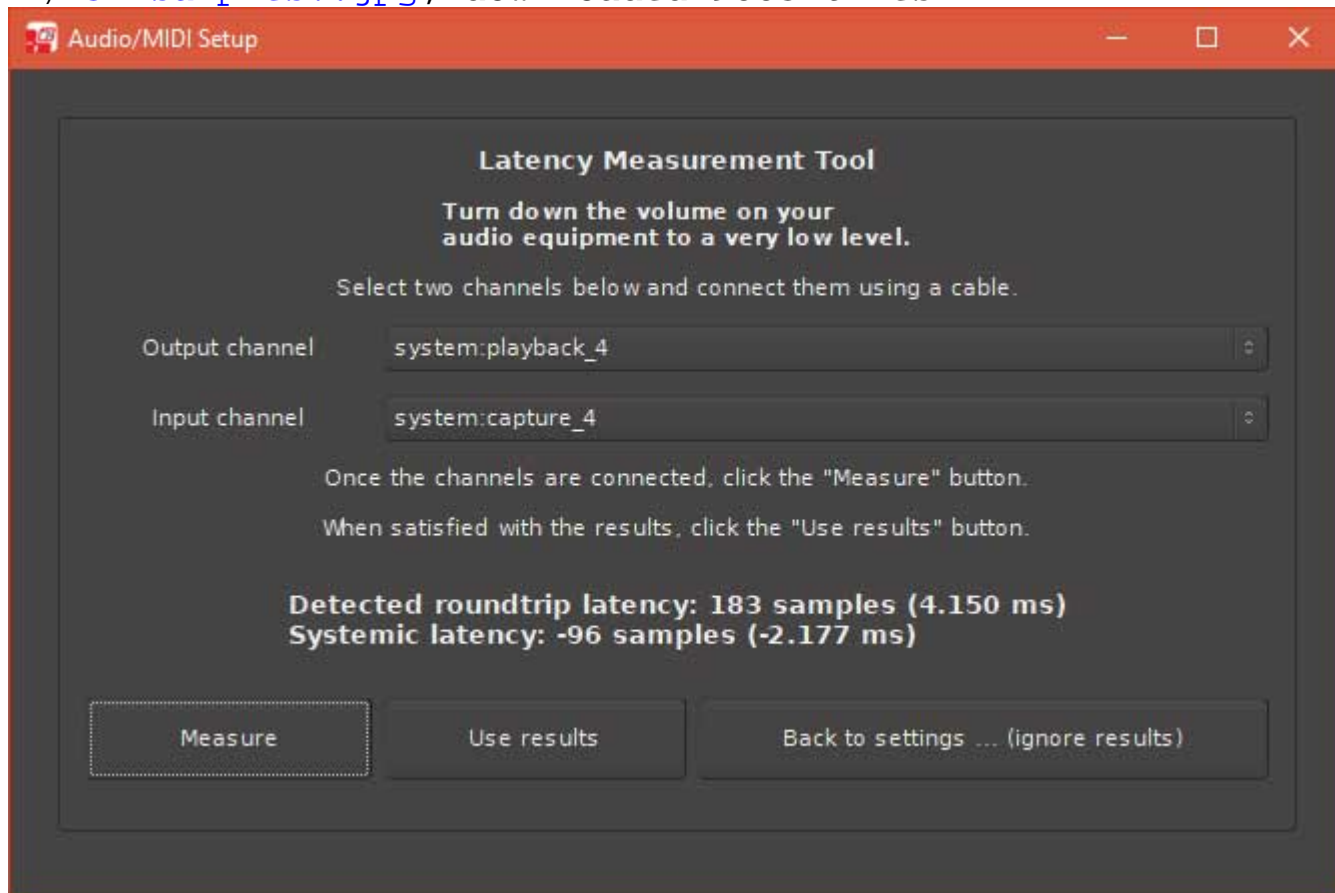 Audio/MIDI Setup
Latency Measurement Tool
Turn down the volume on your
audio equipment to a very low level.
Select two channels below and connect them using a cable.
Output channel system:playback_4
Input channel system:capture_4
Once the channels are connected, click the "Measure" button.
When satisfied with the results, click the "Use results" button.
Detected roundtrip latency: 183 samples (4.150 ms)
Systemic latency: -96 samples (-2.177 ms)
Measure Use results Back to settings ... (ignore results)